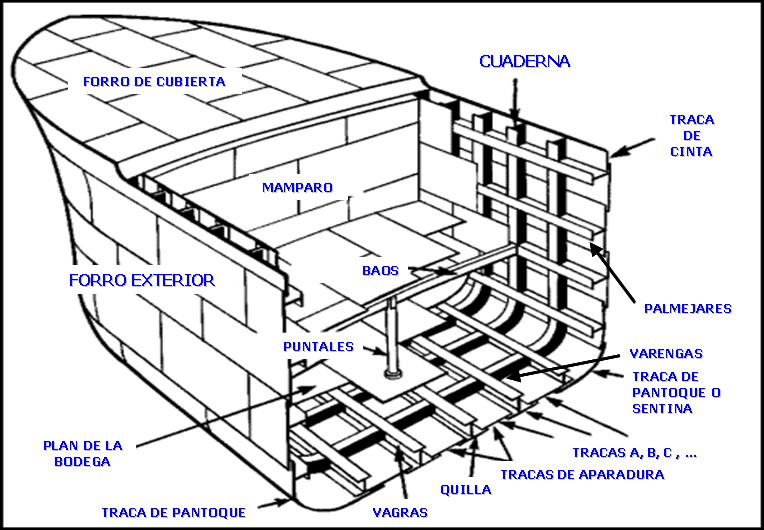 CUADERNA
FORRO DE CUBIERTA
TRACA
DE
CINTA
MAMPARO
FORRO EXTERIOR
BAOS
PALMEJARES
PUNTALES
VARENGAS
TRACA DE
PANTOQUE O
SENTINA
PLAN DE LA
BODEGA
TRACAS A, B, C , ...
TRACAS DE APARADURA
QUILLA
TRACA DE PANTOQUE
VAGRAS